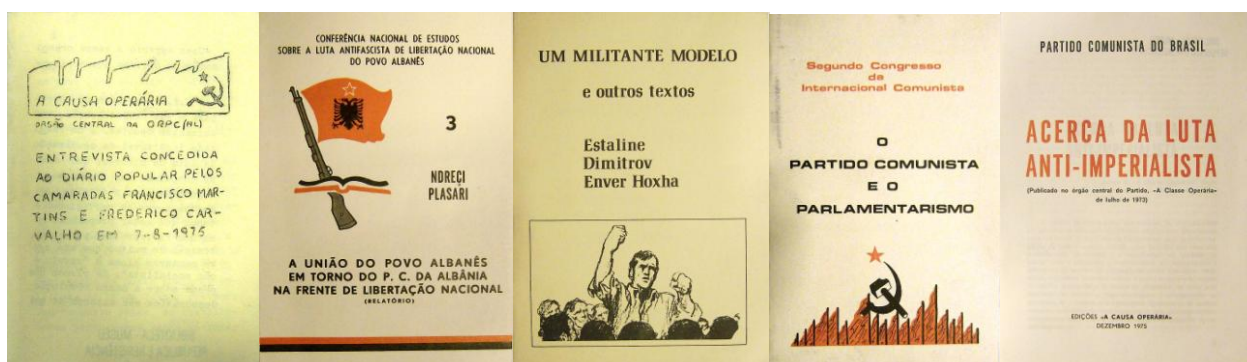 A CAUSA OPERÁRIA
ORGÃO CENTRAL DA ORPC(ML)
ENTREVISTA CONCEDIDA
AO DIÁRIO POPULAR PELOS
CAMARADAS FRANCISCO MAR-
TINS E FREDERICO CAR-
VALHO EM 7-8-1975
CONFERÊNCIA NACIONAL DE ESTUDOS
SOBRE A LUTA ANTIFASCISTA DE LIBERTAÇÃO NACIONAL
DO POVO ALBANÊS
3
NDREÇI
PLASARI
A UNIÃO DO POVO ALBANÊS
EM TORNO DO P. C. DA ALBÂNIA
NA FRENTE DE LIBERTAÇÃO NACIONAL
(RELATÓRIO)
UM MILITANTE MODELO
e outros textos
Estaline
Dimitrov
Enver Hoxha
Segundo Congresso
da
Internacional Comunista
O
PARTIDO COMUNISTA
E O
PARLAMENTARISMO
PARTIDO COMUNISTA DO BRASIL
ACERCA DA LUTA
ANTI-IMPERIALISTA
(Publicado no órgão central do Partido, «A Classe Operária»
de Julho de 1973)
EDIÇÕES «A CAUSA OPERÁRIA»
DEZEMBRO 1975